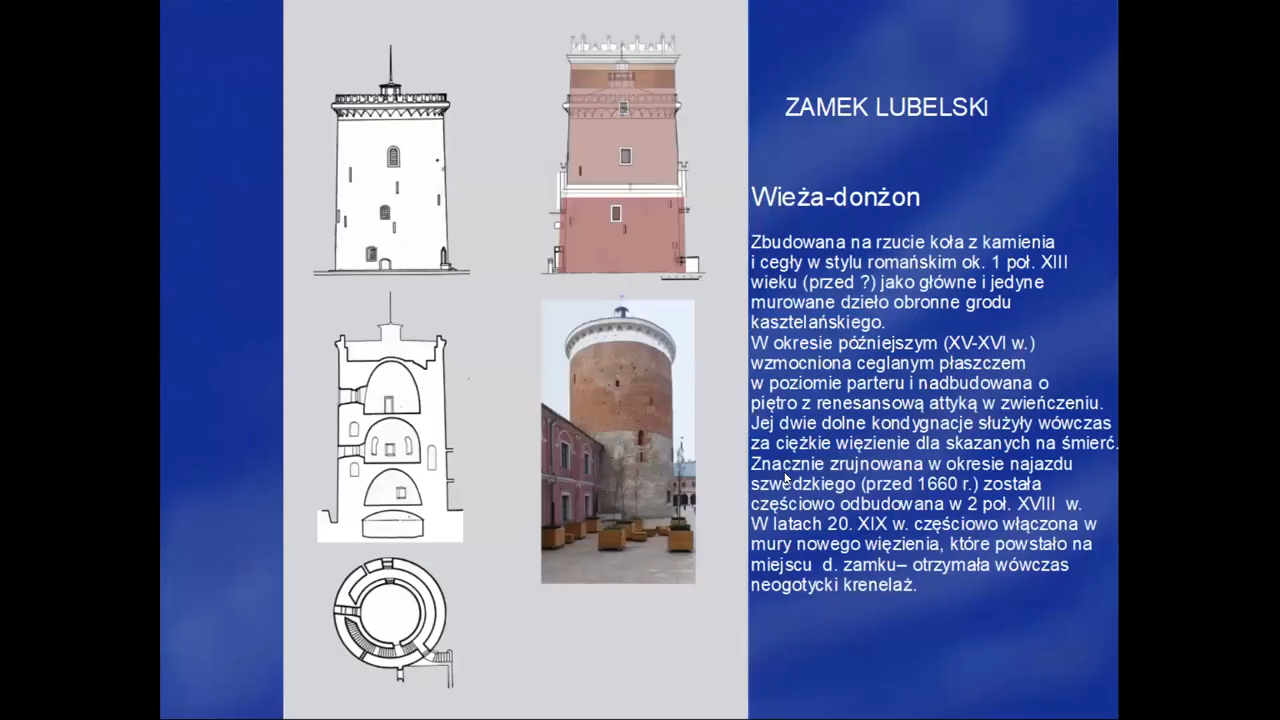 ZAMEK LUBELSKI
Wieża-donżon
Zbudowana na rzucie koła z kamienia
i cegły w stylu romańskim ok. 1 poł. XIII
wieku (przed ?) jako główne i jedyne
murowane dzieło obronne grodu
kasztelańskiego.
W okresie późniejszym (XV-XVI w.)
wzmocniona ceglanym płaszczem
w poziomie parteru i nadbudowana o
piętro z renesansową attyką w zwieńczeniu.
Jej dwie dolne kondygnacje służyły wówczas
za ciężkie więzienie dla skazanych na śmierć.
Znacznie zrujnowana w okresie najazdu
szwedzkiego (przed 1660 r.) została
częściowo odbudowana w 2 poł. XVIII w.
W latach 20. XIX w. częściowo włączona w
mury nowego więzienia, które powstało na
miejscu d. zamku– otrzymała wówczas
neogotycki krenelaż.